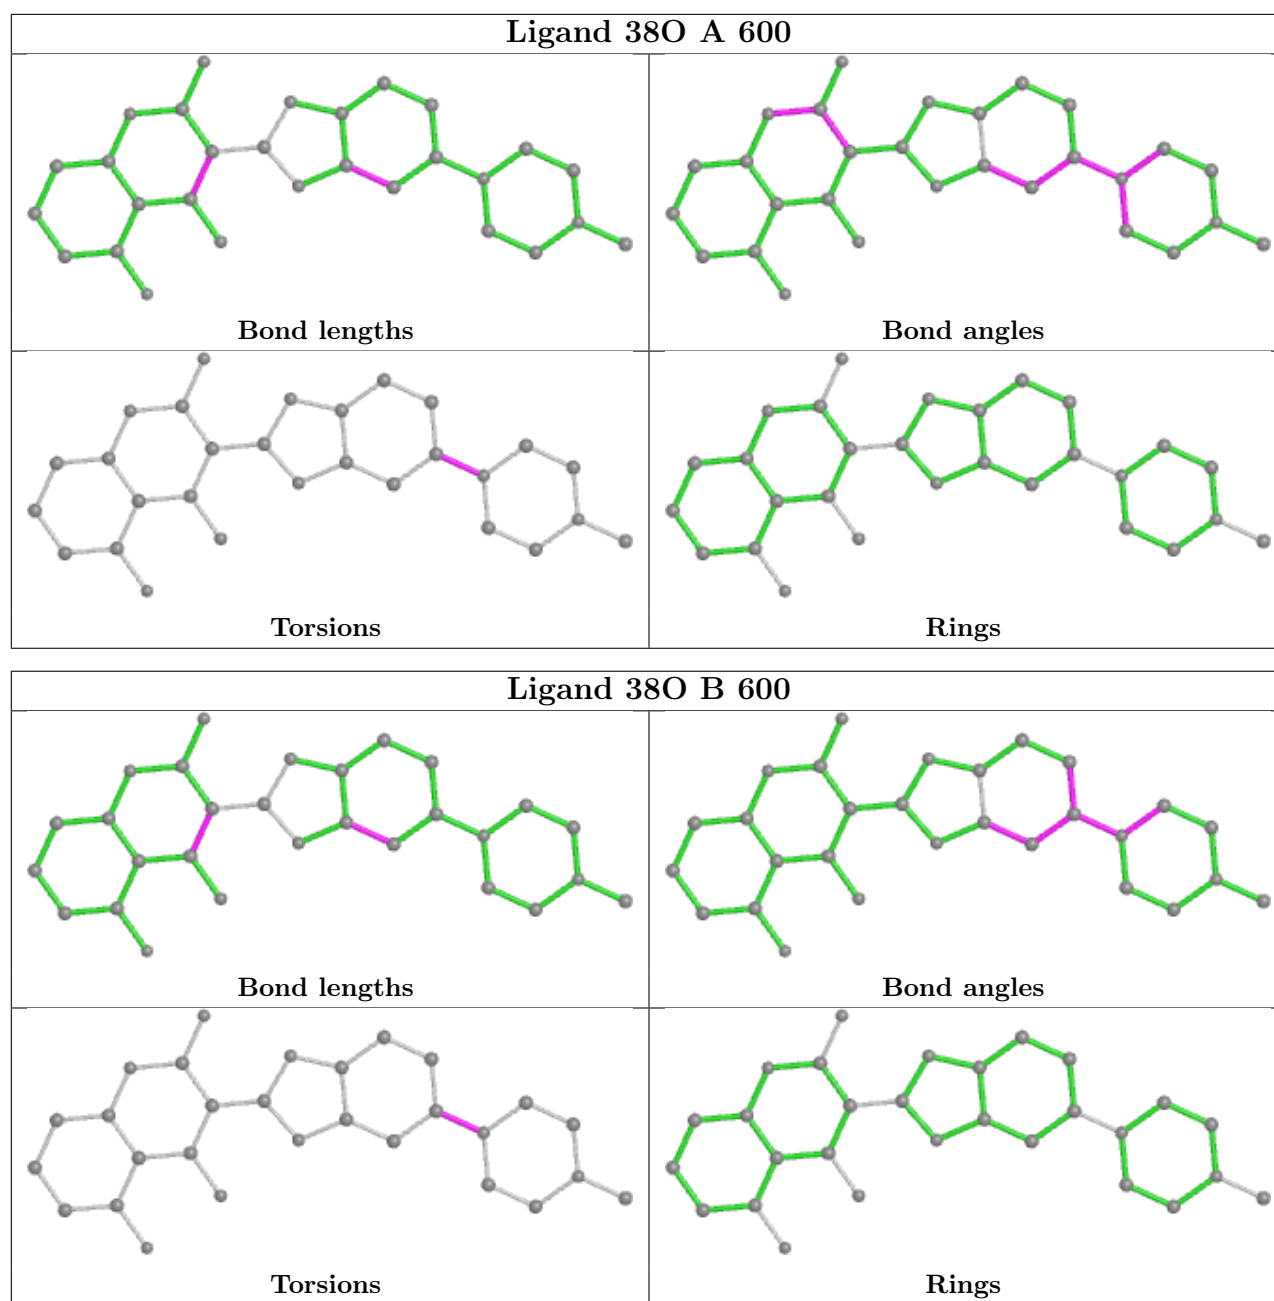 Ligand 38O A 600
Bond lengths
Bond angles
Torsions
Rings
Ligand 38O B 600
Bond lengths
Bond angles
Torsions
Rings